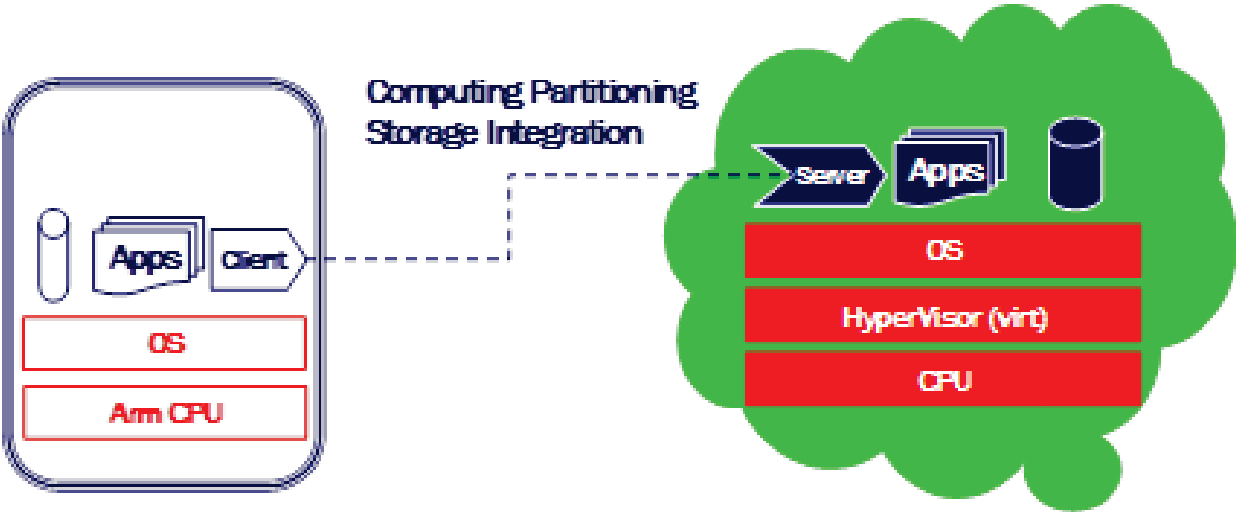 Computing Partitioning
Storage Integration
Apps
Client
OS
Arm CPU
Server
Apps
OS
HyperVisor (virt)
CPU